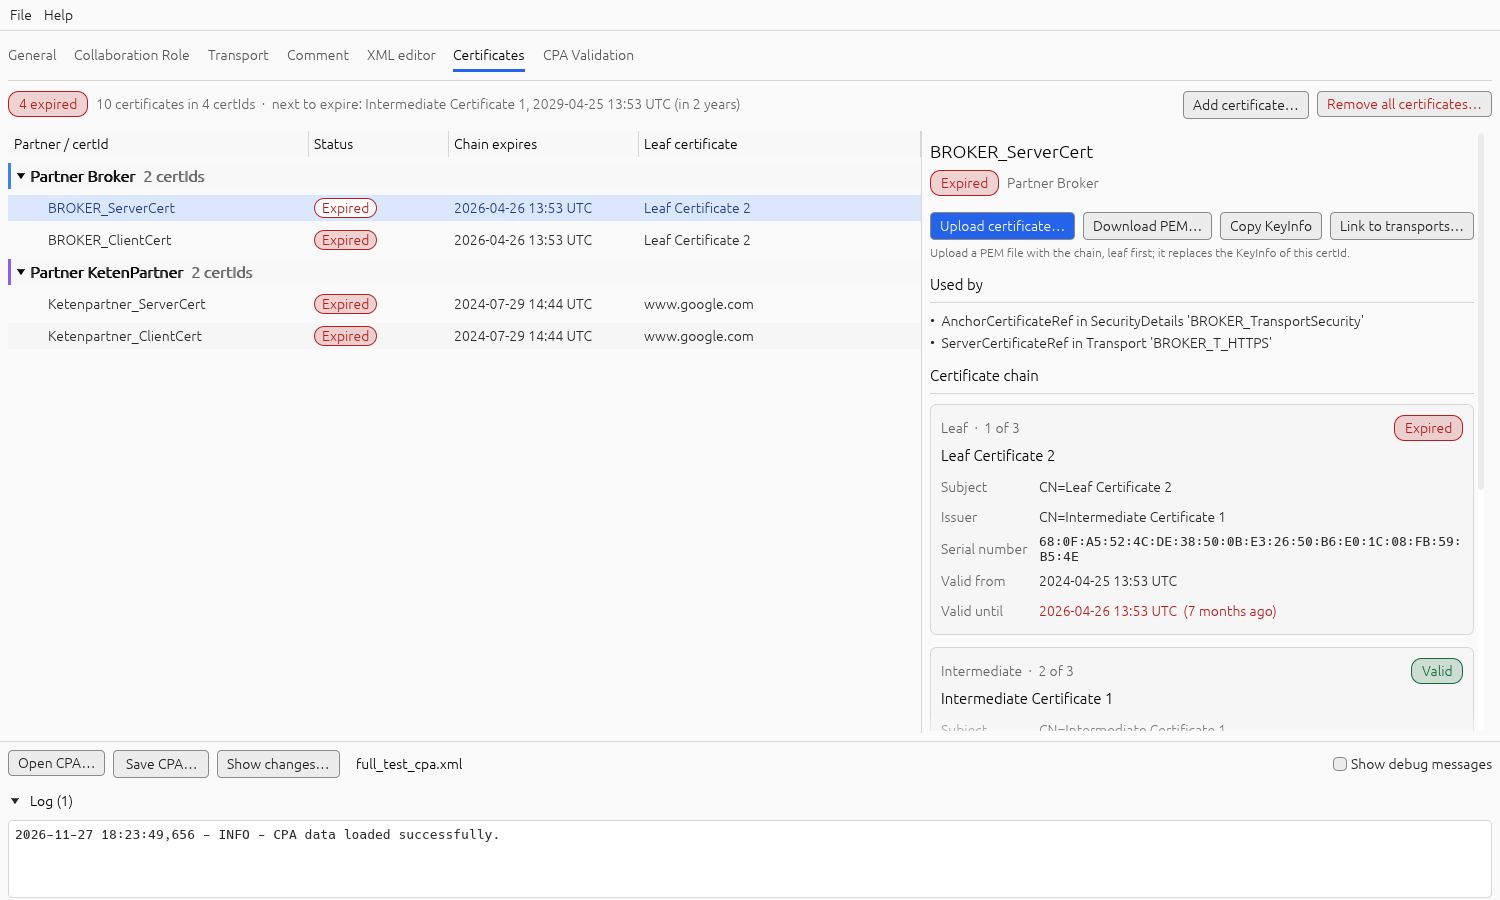 File Help
General Collaboration Role Transport Comment XML editor Certificates CPA Validation
4 expired 10 certificates in 4 certIds · next to expire: Intermediate Certificate 1, 2029-04-25 13:53 UTC (in 2 years) Add certificate... Remove all certificates...
Partner / certId Status Chain expires Leaf certificate
Partner Broker 2 certIds
BROKER_ServerCert Expired 2026-04-26 13:53 UTC Leaf Certificate 2
BROKER_ClientCert Expired 2026-04-26 13:53 UTC Leaf Certificate 2
Partner KetenPartner 2 certIds
Ketenpartner_ServerCert Expired 2024-07-29 14:44 UTC www.google.com
Ketenpartner_ClientCert Expired 2024-07-29 14:44 UTC www.google.com
BROKER_ServerCert
Expired Partner Broker
Upload certificate... Download PEM... Copy KeyInfo Link to transports...
Upload a PEM file with the chain, leaf first; it replaces the KeyInfo of this certId.
Used by
• AnchorCertificateRef in SecurityDetails 'BROKER_TransportSecurity'
• ServerCertificateRef in Transport 'BROKER_T_HTTPS'
Certificate chain
Leaf · 1 of 3 Expired
Leaf Certificate 2
Subject CN=Leaf Certificate 2
Issuer CN=Intermediate Certificate 1
Serial number 68:0F:A5:52:4C:DE:38:50:0B:E3:26:50:B6:E0:1C:08:FB:59:
B5:4E
Valid from 2024-04-25 13:53 UTC
Valid until 2026-04-26 13:53 UTC (7 months ago)
Intermediate · 2 of 3 Valid
Intermediate Certificate 1
Subject CN=Intermediate Certificate 1
Open CPA... Save CPA... Show changes... full_test_cpa.xml Show debug messages
Log (1)
2026-11-27 18:23:49,656 - INFO - CPA data loaded successfully.